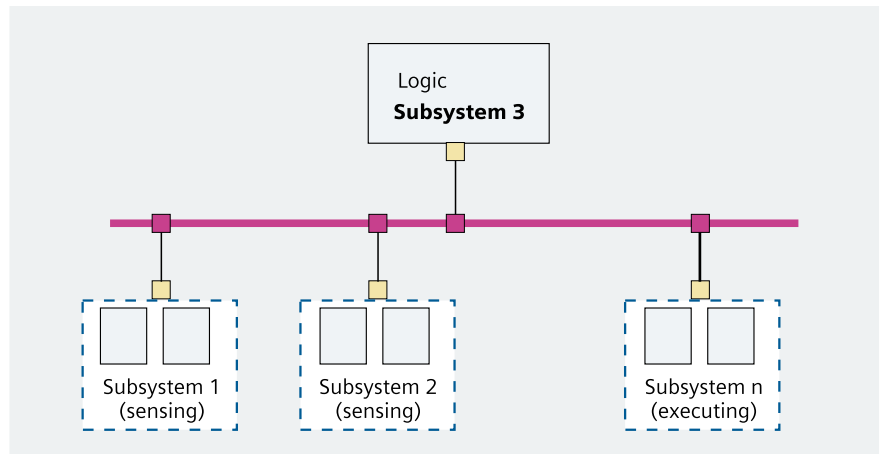 Logic
Subsystem 3
Subsystem 1
(sensing)
Subsystem 2
(sensing)
Subsystem n
(executing)